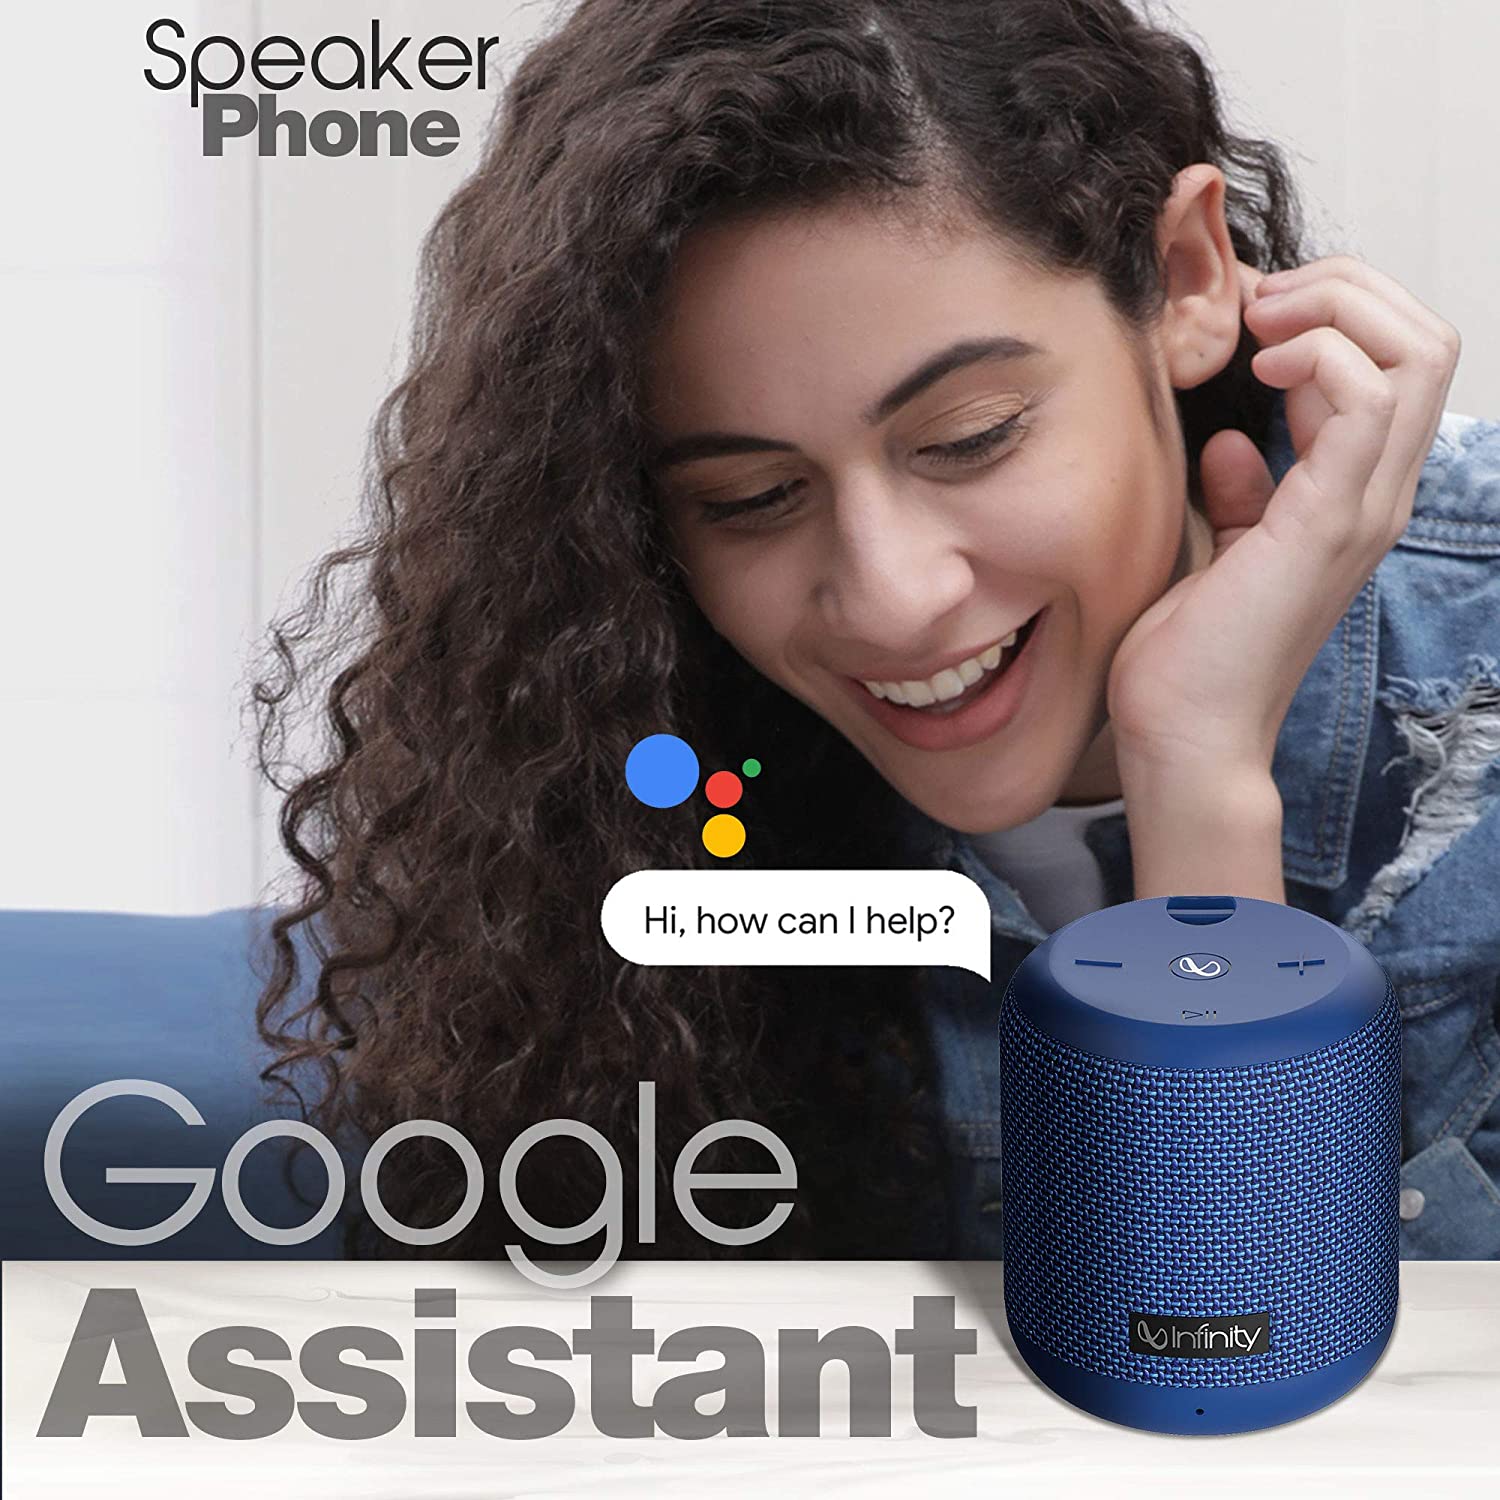 Speaker
Phone
Hi, how can I help?
Google
Assistant
Infinity